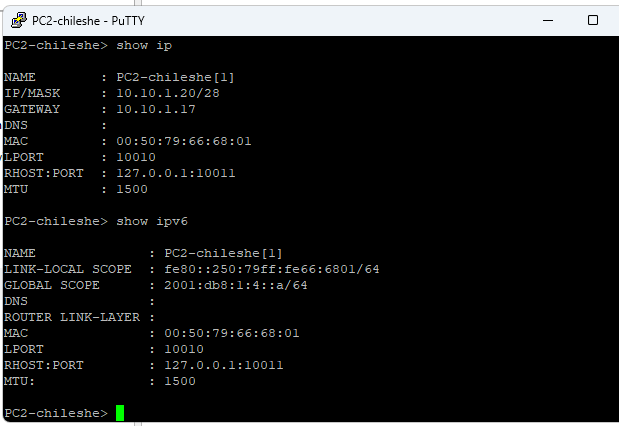 PC2-chileshe - PuTTY
PC2-chileshe> show ip
NAME : PC2-chileshe[1]
IP/MASK : 10.10.1.20/28
GATEWAY : 10.10.1.17
DNS :
MAC : 00:50:79:66:68:01
LPORT : 10010
RHOST:PORT : 127.0.0.1:10011
MTU : 1500
PC2-chileshe> show ipv6
NAME : PC2-chileshe[1]
LINK-LOCAL SCOPE : fe80::250:79ff:fe66:6801/64
GLOBAL SCOPE : 2001:db8:1:4::a/64
DNS :
ROUTER LINK-LAYER :
MAC : 00:50:79:66:68:01
LPORT : 10010
RHOST:PORT : 127.0.0.1:10011
MTU: : 1500
PC2-chileshe>